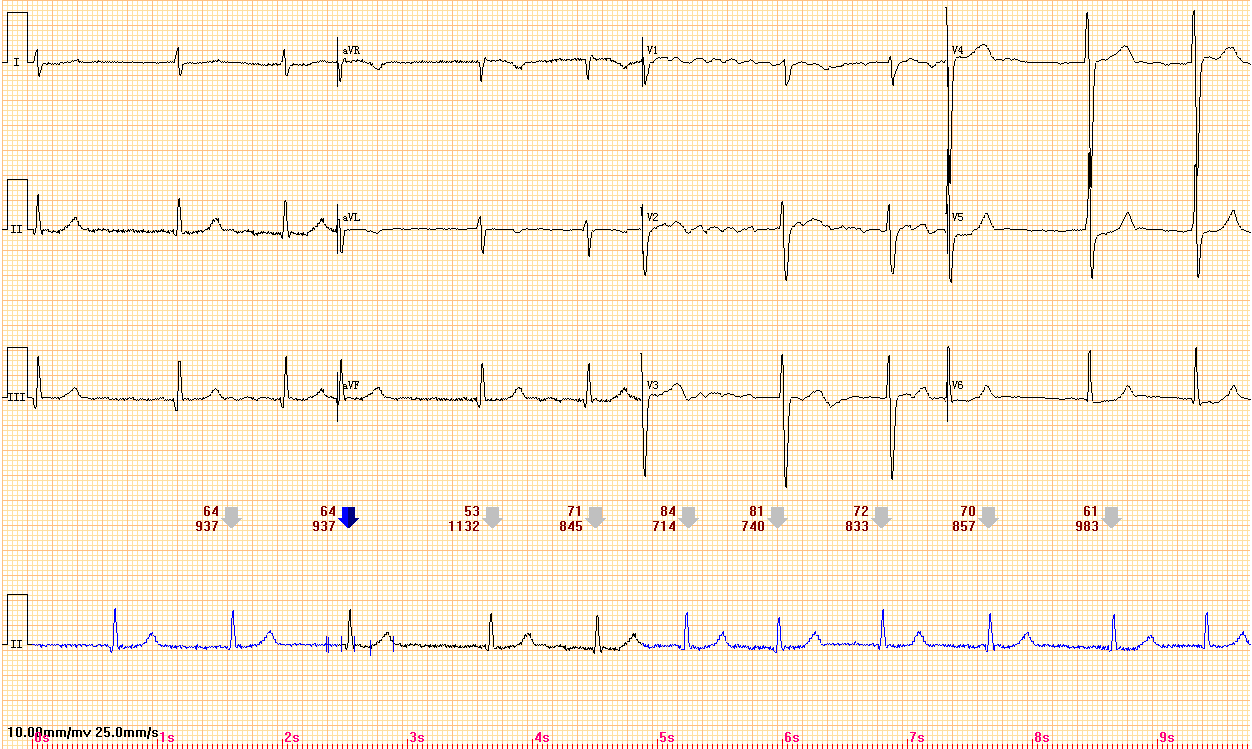 I aVR V1 V4
II aVL V2 V5
III aVF V3 V6
64 64 53 71 84 81 72 70 61
937 937 1132 845 714 740 833 857 983
II
10.00mm/mv 25.0mm/s
0s 1s 2s 3s 4s 5s 6s 7s 8s 9s